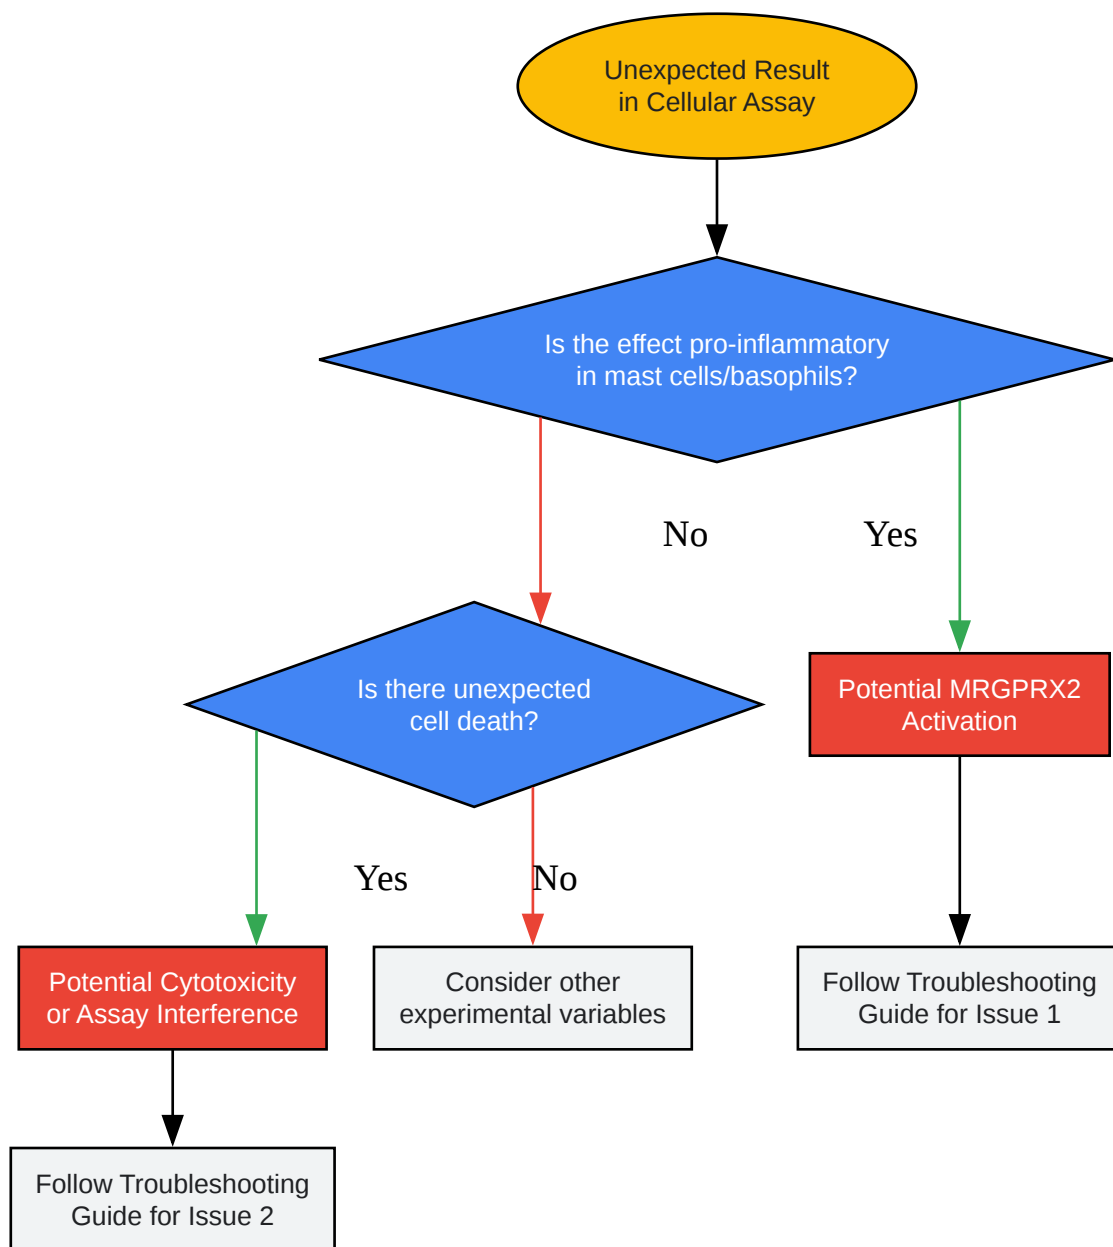 Unexpected Result
in Cellular Assay
Is the effect pro-inflammatory
in mast cells/basophils?
No
Yes
Is there unexpected
cell death?
Potential MRGPRX2
Activation
Yes
No
Potential Cytotoxicity
or Assay Interference
Consider other
experimental variables
Follow Troubleshooting
Guide for Issue 1
Follow Troubleshooting
Guide for Issue 2